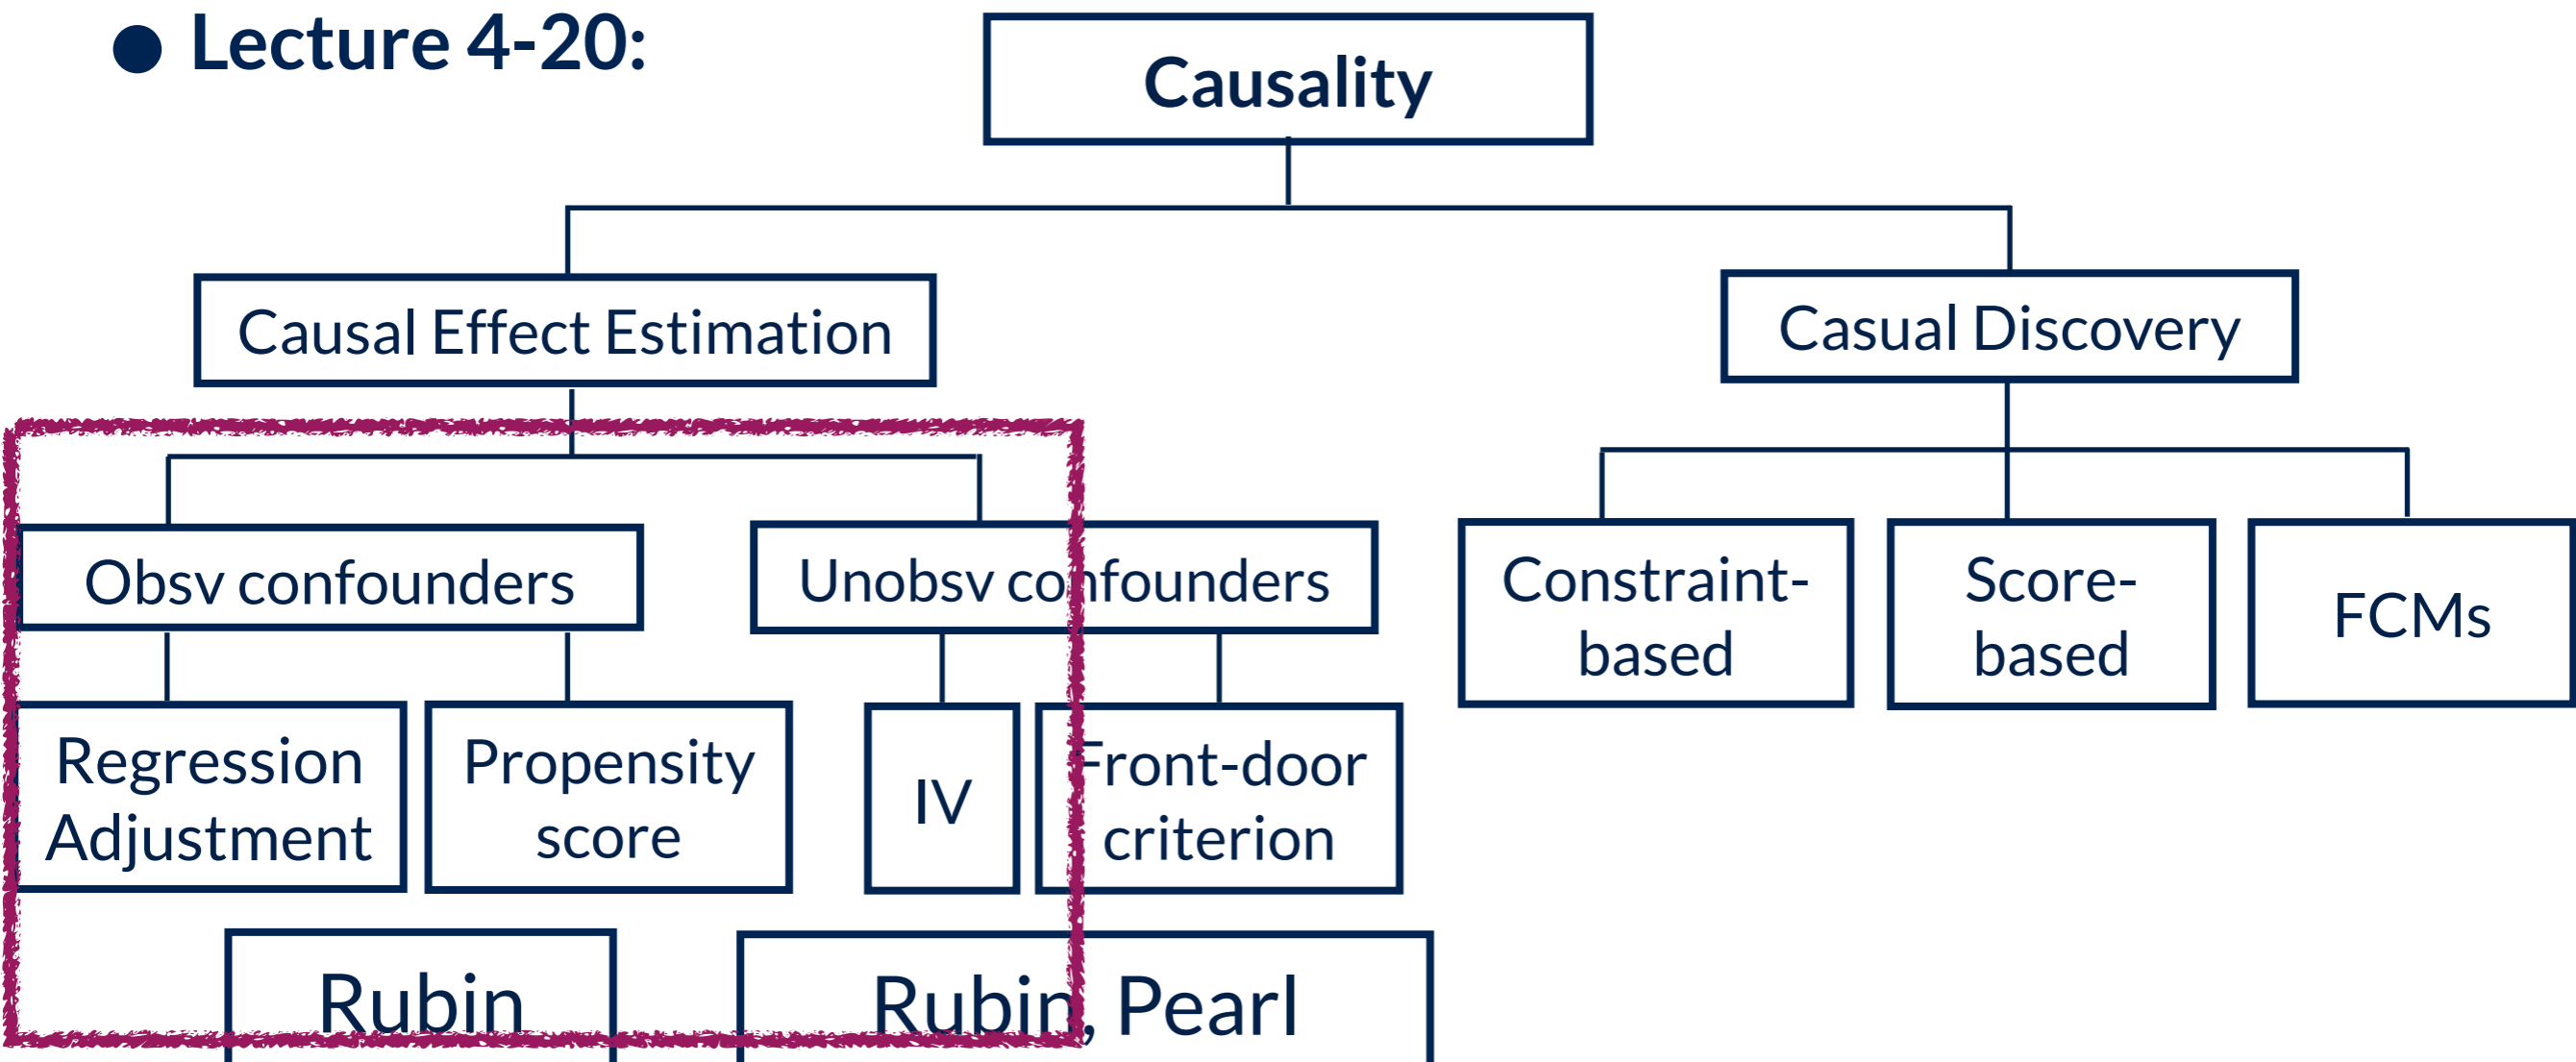 ● Lecture 4-20:
Causality
Causal Effect Estimation
Casual Discovery
Obsv confounders
Unobsv confounders
Constraint-
based
Score-
based
FCMs
Regression
Adjustment
Propensity
score
IV
Front-door
criterion
Rubin
Rubin, Pearl